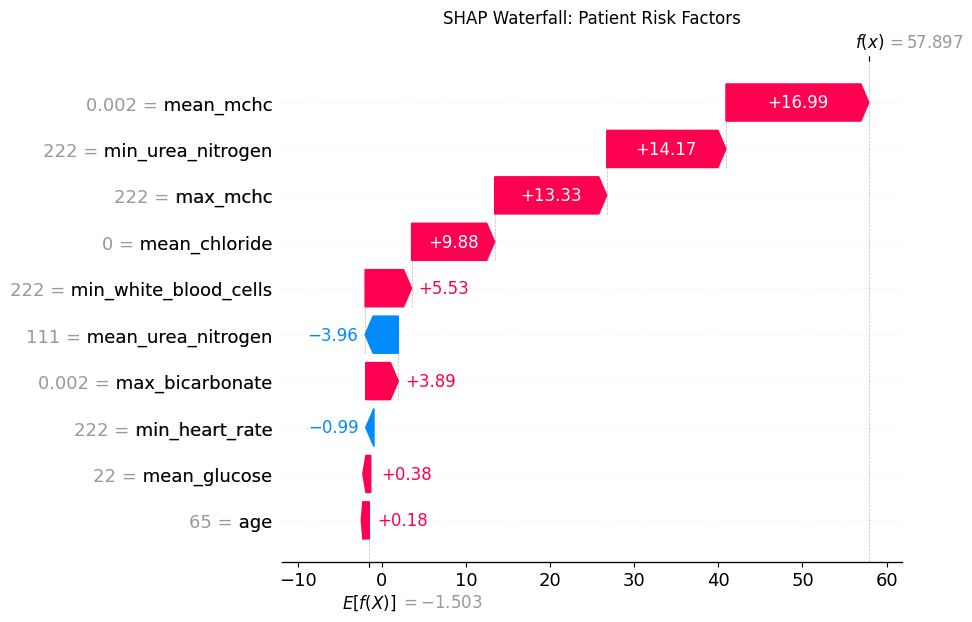 SHAP Waterfall: Patient Risk Factors
f(x) = 57.897
0.002 = mean_mchc +16.99
222 = min_urea_nitrogen +14.17
222 = max_mchc +13.33
0 = mean_chloride +9.88
222 = min_white_blood_cells +5.53
111 = mean_urea_nitrogen −3.96
0.002 = max_bicarbonate +3.89
222 = min_heart_rate −0.99
22 = mean_glucose +0.38
65 = age +0.18
−10 0 10 20 30 40 50 60
E[f(X)] = −1.503